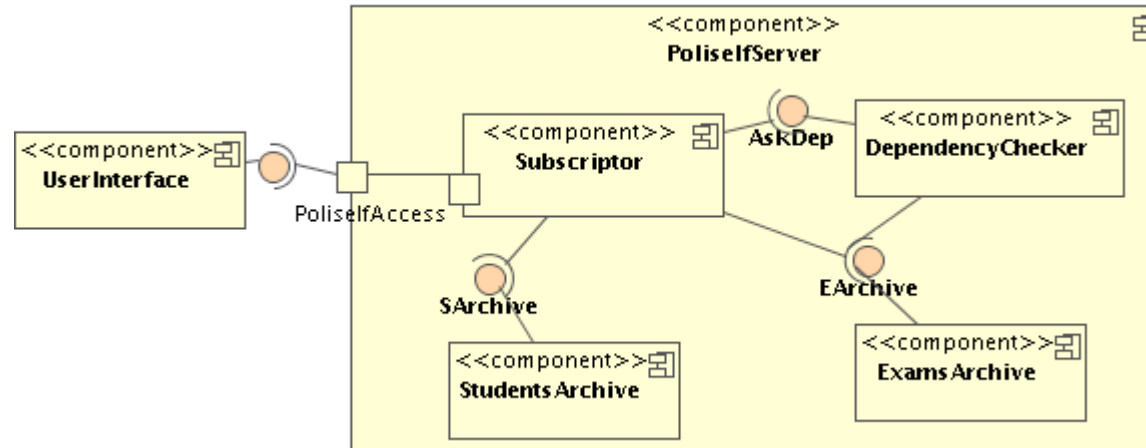 <<component>>
PoliselfServer
<<component>>
UserInterface
PoliselfAccess
<<component>>
Subscriptor
AskDep
<<component>>
DependencyChecker
SArchive
EArchive
<<component>>
StudentsArchive
<<component>>
ExamsArchive